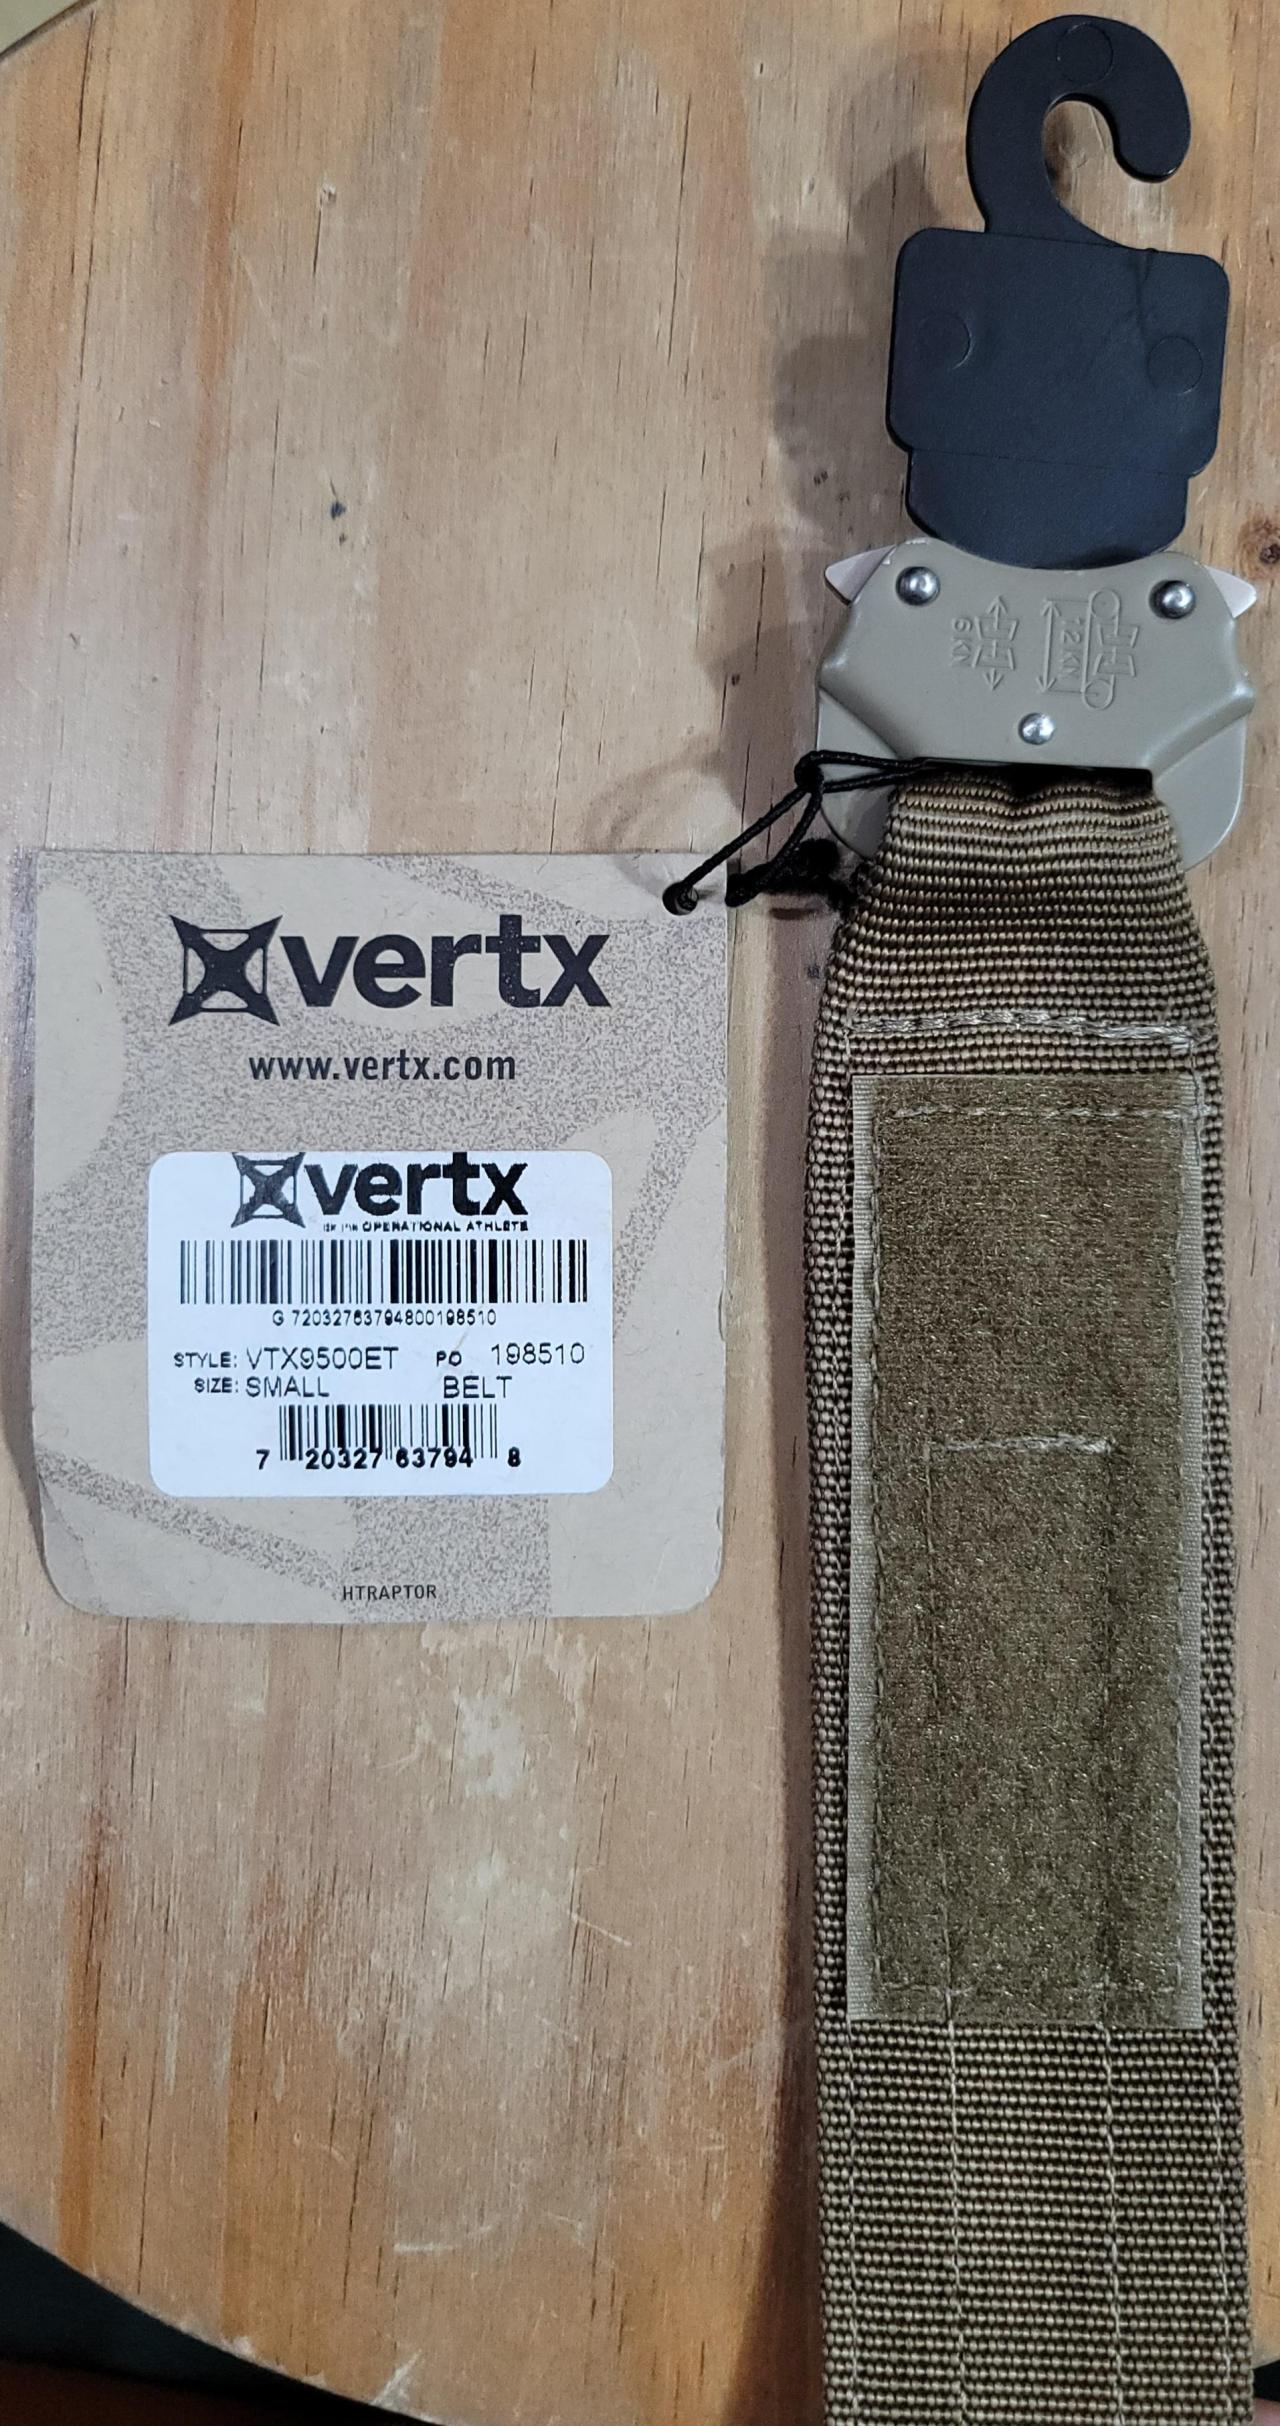 vertx
www.vertx.com
vertx
OPERATIONAL ATHLETE
G 72032763794800198510
STYLE: VTX9500ET PO 198510
SIZE: SMALL BELT
7 20327 63794 8
HTRAPTOR
6 KN
12 KN